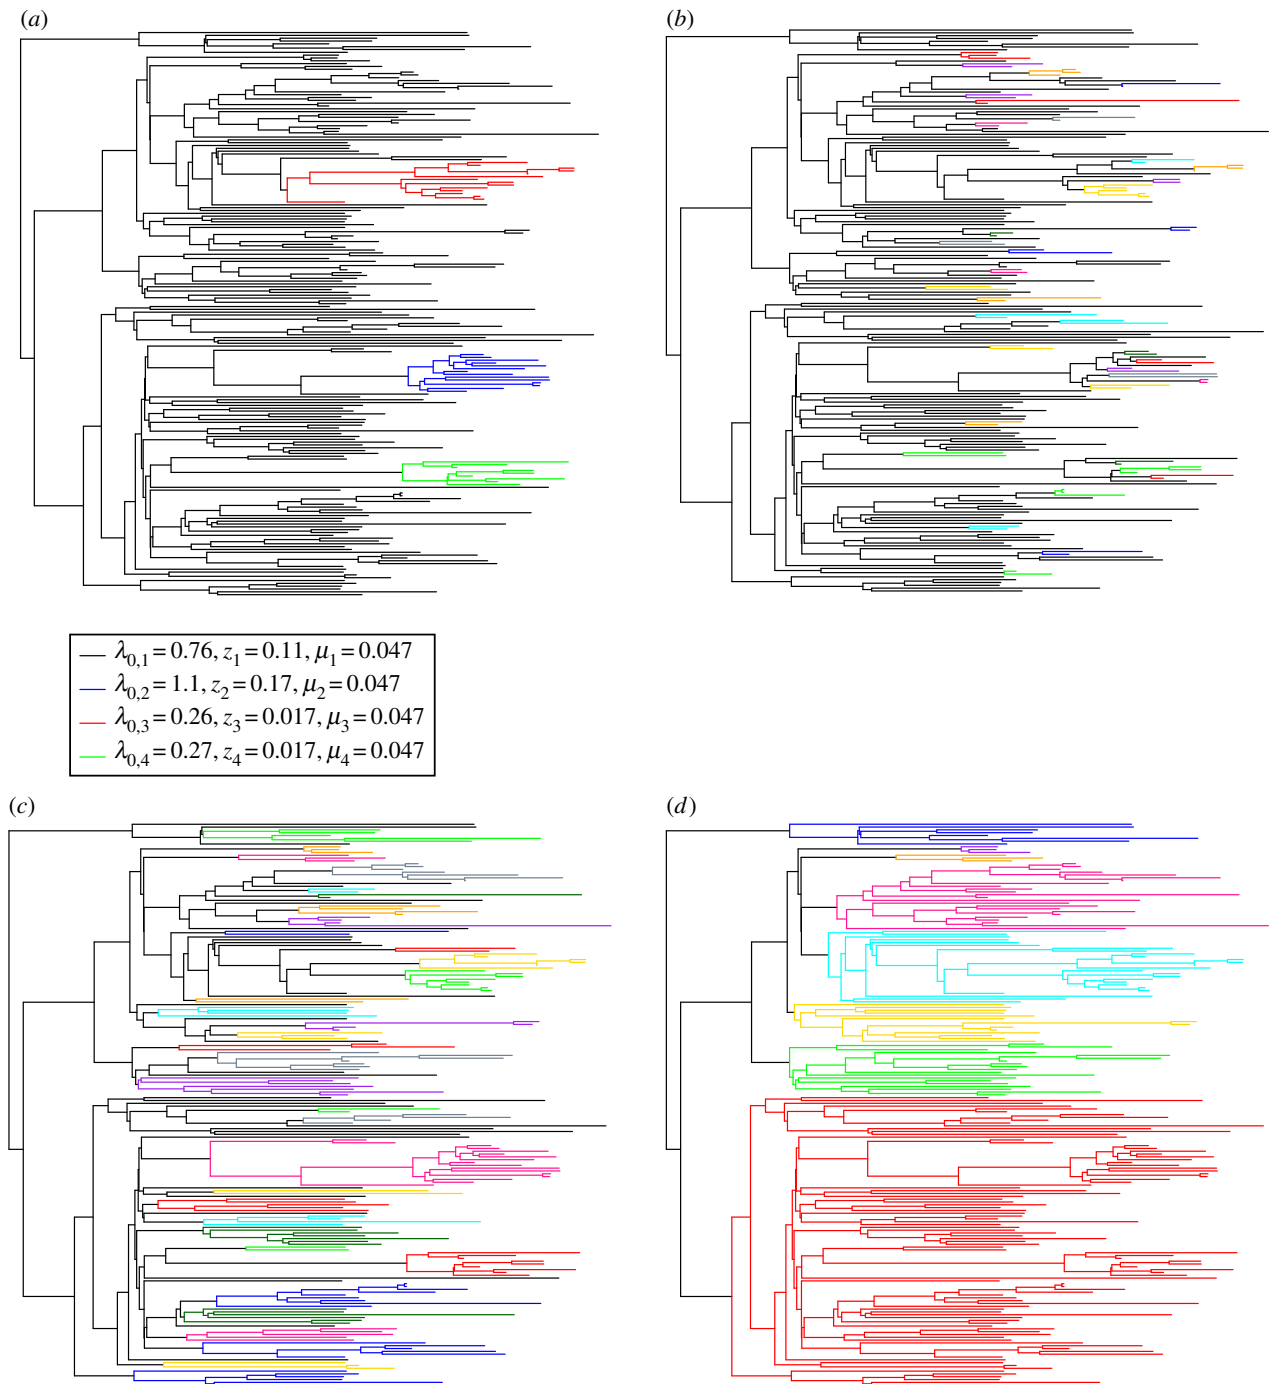 (a)
(b)
λ0,1 = 0.76, z1 = 0.11, μ1 = 0.047
λ0,2 = 1.1, z2 = 0.17, μ2 = 0.047
λ0,3 = 0.26, z3 = 0.017, μ3 = 0.047
λ0,4 = 0.27, z4 = 0.017, μ4 = 0.047
(c)
(d)